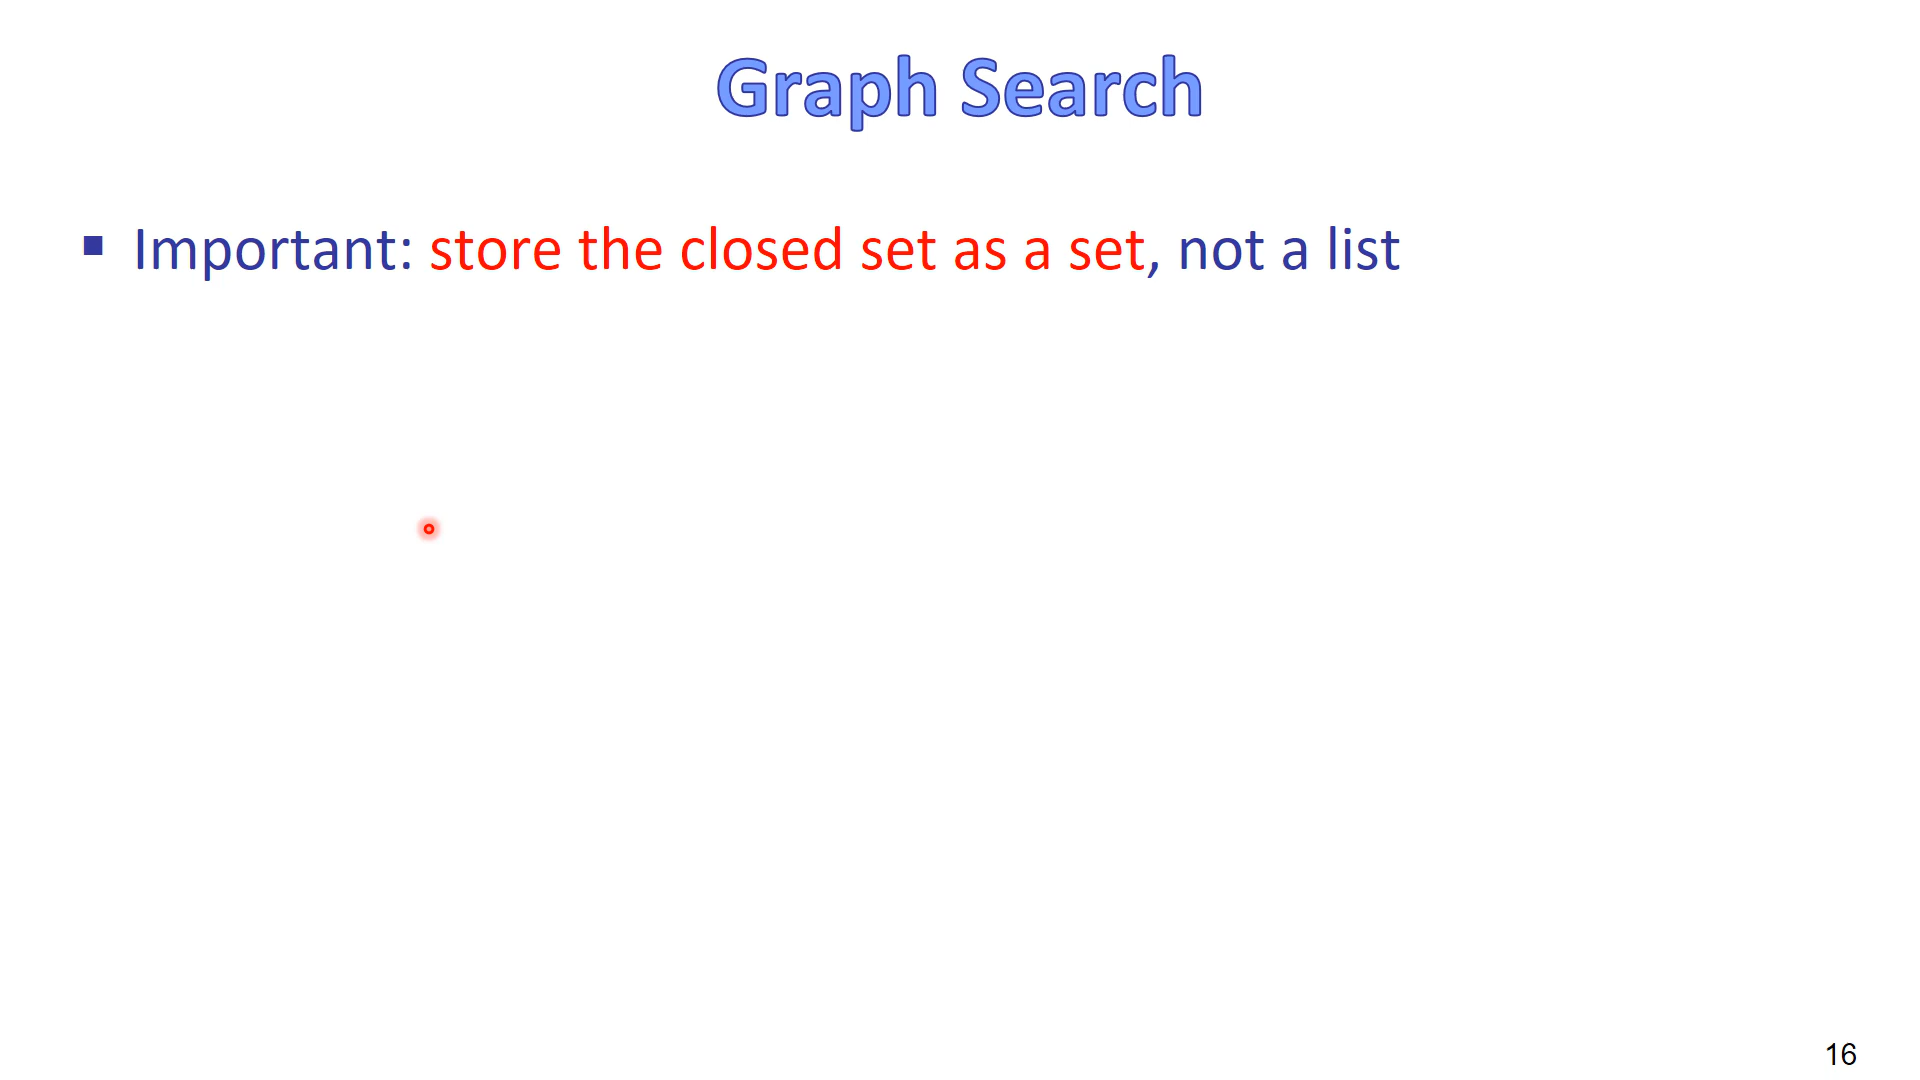 Graph Search
▪ Important: store the closed set as a set, not a list
16